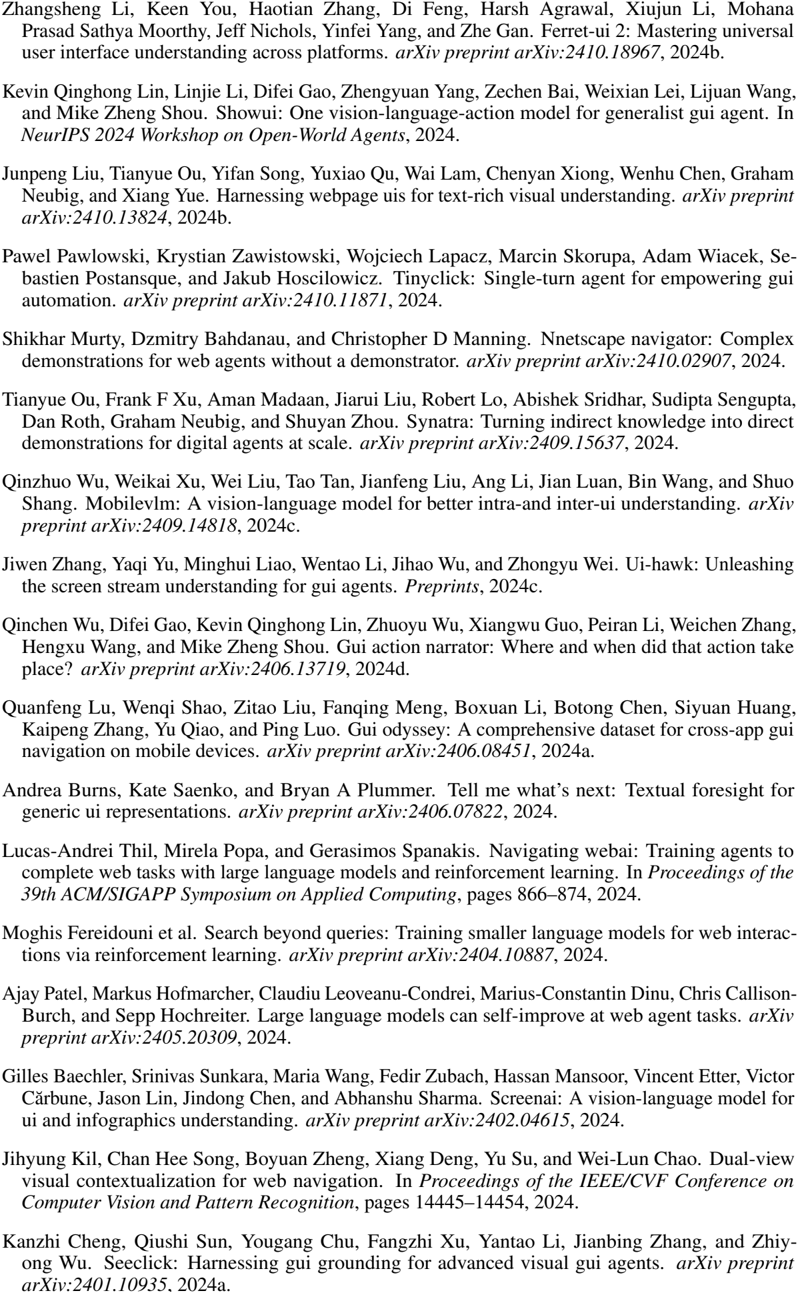 Zhangsheng Li, Keen You, Haotian Zhang, Di Feng, Harsh Agrawal, Xiujun Li, Mohana
Prasad Sathya Moorthy, Jeff Nichols, Yinfei Yang, and Zhe Gan. Ferret-ui 2: Mastering universal
user interface understanding across platforms. arXiv preprint arXiv:2410.18967, 2024b.
Kevin Qinghong Lin, Linjie Li, Difei Gao, Zhengyuan Yang, Zechen Bai, Weixian Lei, Lijuan Wang,
and Mike Zheng Shou. Showui: One vision-language-action model for generalist gui agent. In
NeurIPS 2024 Workshop on Open-World Agents, 2024.
Junpeng Liu, Tianyue Ou, Yifan Song, Yuxiao Qu, Wai Lam, Chenyan Xiong, Wenhu Chen, Graham
Neubig, and Xiang Yue. Harnessing webpage uis for text-rich visual understanding. arXiv preprint
arXiv:2410.13824, 2024b.
Pawel Pawlowski, Krystian Zawistowski, Wojciech Lapacz, Marcin Skorupa, Adam Wiacek, Se-
bastien Postansque, and Jakub Hoscilowicz. Tinyclick: Single-turn agent for empowering gui
automation. arXiv preprint arXiv:2410.11871, 2024.
Shikhar Murty, Dzmitry Bahdanau, and Christopher D Manning. Nnetscape navigator: Complex
demonstrations for web agents without a demonstrator. arXiv preprint arXiv:2410.02907, 2024.
Tianyue Ou, Frank F Xu, Aman Madaan, Jiarui Liu, Robert Lo, Abishek Sridhar, Sudipta Sengupta,
Dan Roth, Graham Neubig, and Shuyan Zhou. Synatra: Turning indirect knowledge into direct
demonstrations for digital agents at scale. arXiv preprint arXiv:2409.15637, 2024.
Qinzhuo Wu, Weikai Xu, Wei Liu, Tao Tan, Jianfeng Liu, Ang Li, Jian Luan, Bin Wang, and Shuo
Shang. Mobilevlm: A vision-language model for better intra-and inter-ui understanding. arXiv
preprint arXiv:2409.14818, 2024c.
Jiwen Zhang, Yaqi Yu, Minghui Liao, Wentao Li, Jihao Wu, and Zhongyu Wei. Ui-hawk: Unleashing
the screen stream understanding for gui agents. Preprints, 2024c.
Qinchen Wu, Difei Gao, Kevin Qinghong Lin, Zhuoyu Wu, Xiangwu Guo, Peiran Li, Weichen Zhang,
Hengxu Wang, and Mike Zheng Shou. Gui action narrator: Where and when did that action take
place? arXiv preprint arXiv:2406.13719, 2024d.
Quanfeng Lu, Wenqi Shao, Zitao Liu, Fanqing Meng, Boxuan Li, Botong Chen, Siyuan Huang,
Kaipeng Zhang, Yu Qiao, and Ping Luo. Gui odyssey: A comprehensive dataset for cross-app gui
navigation on mobile devices. arXiv preprint arXiv:2406.08451, 2024a.
Andrea Burns, Kate Saenko, and Bryan A Plummer. Tell me what's next: Textual foresight for
generic ui representations. arXiv preprint arXiv:2406.07822, 2024.
Lucas-Andrei Thil, Mirela Popa, and Gerasimos Spanakis. Navigating webai: Training agents to
complete web tasks with large language models and reinforcement learning. In Proceedings of the
39th ACM/SIGAPP Symposium on Applied Computing, pages 866–874, 2024.
Moghis Fereidouni et al. Search beyond queries: Training smaller language models for web interac-
tions via reinforcement learning. arXiv preprint arXiv:2404.10887, 2024.
Ajay Patel, Markus Hofmarcher, Claudiu Leoveanu-Condrei, Marius-Constantin Dinu, Chris Callison-
Burch, and Sepp Hochreiter. Large language models can self-improve at web agent tasks. arXiv
preprint arXiv:2405.20309, 2024.
Gilles Baechler, Srinivas Sunkara, Maria Wang, Fedir Zubach, Hassan Mansoor, Vincent Etter, Victor
Cărbune, Jason Lin, Jindong Chen, and Abhanshu Sharma. Screenai: A vision-language model for
ui and infographics understanding. arXiv preprint arXiv:2402.04615, 2024.
Jihyung Kil, Chan Hee Song, Boyuan Zheng, Xiang Deng, Yu Su, and Wei-Lun Chao. Dual-view
visual contextualization for web navigation. In Proceedings of the IEEE/CVF Conference on
Computer Vision and Pattern Recognition, pages 14445–14454, 2024.
Kanzhi Cheng, Qiushi Sun, Yougang Chu, Fangzhi Xu, Yantao Li, Jianbing Zhang, and Zhiy-
ong Wu. Seeclick: Harnessing gui grounding for advanced visual gui agents. arXiv preprint
arXiv:2401.10935, 2024a.